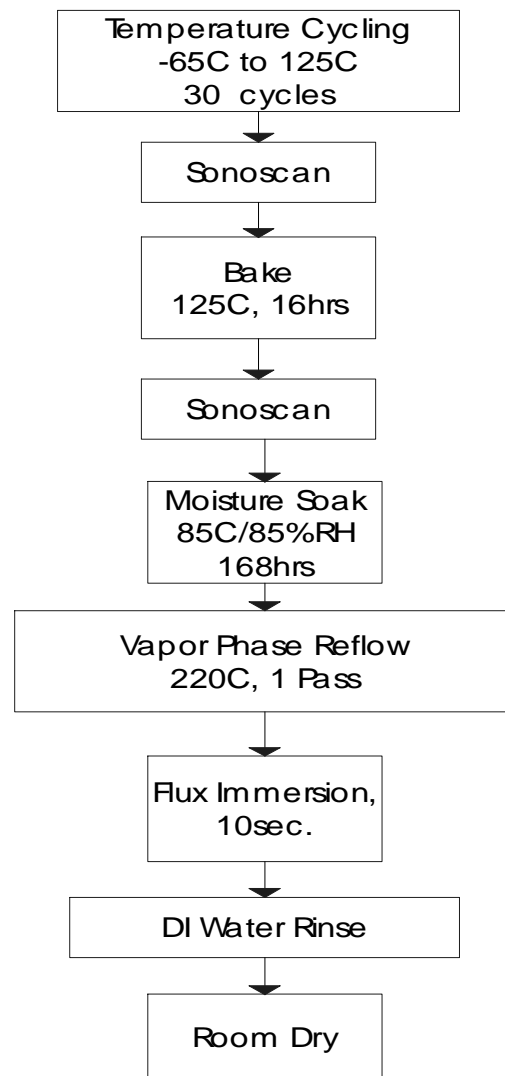 Temperature Cycling
-65C to 125C
30 cycles
Sonoscan
Bake
125C, 16hrs
Sonoscan
Moisture Soak
85C/85%RH
168hrs
Vapor Phase Reflow
220C, 1 Pass
Flux Immersion,
10sec.
DI Water Rinse
Room Dry